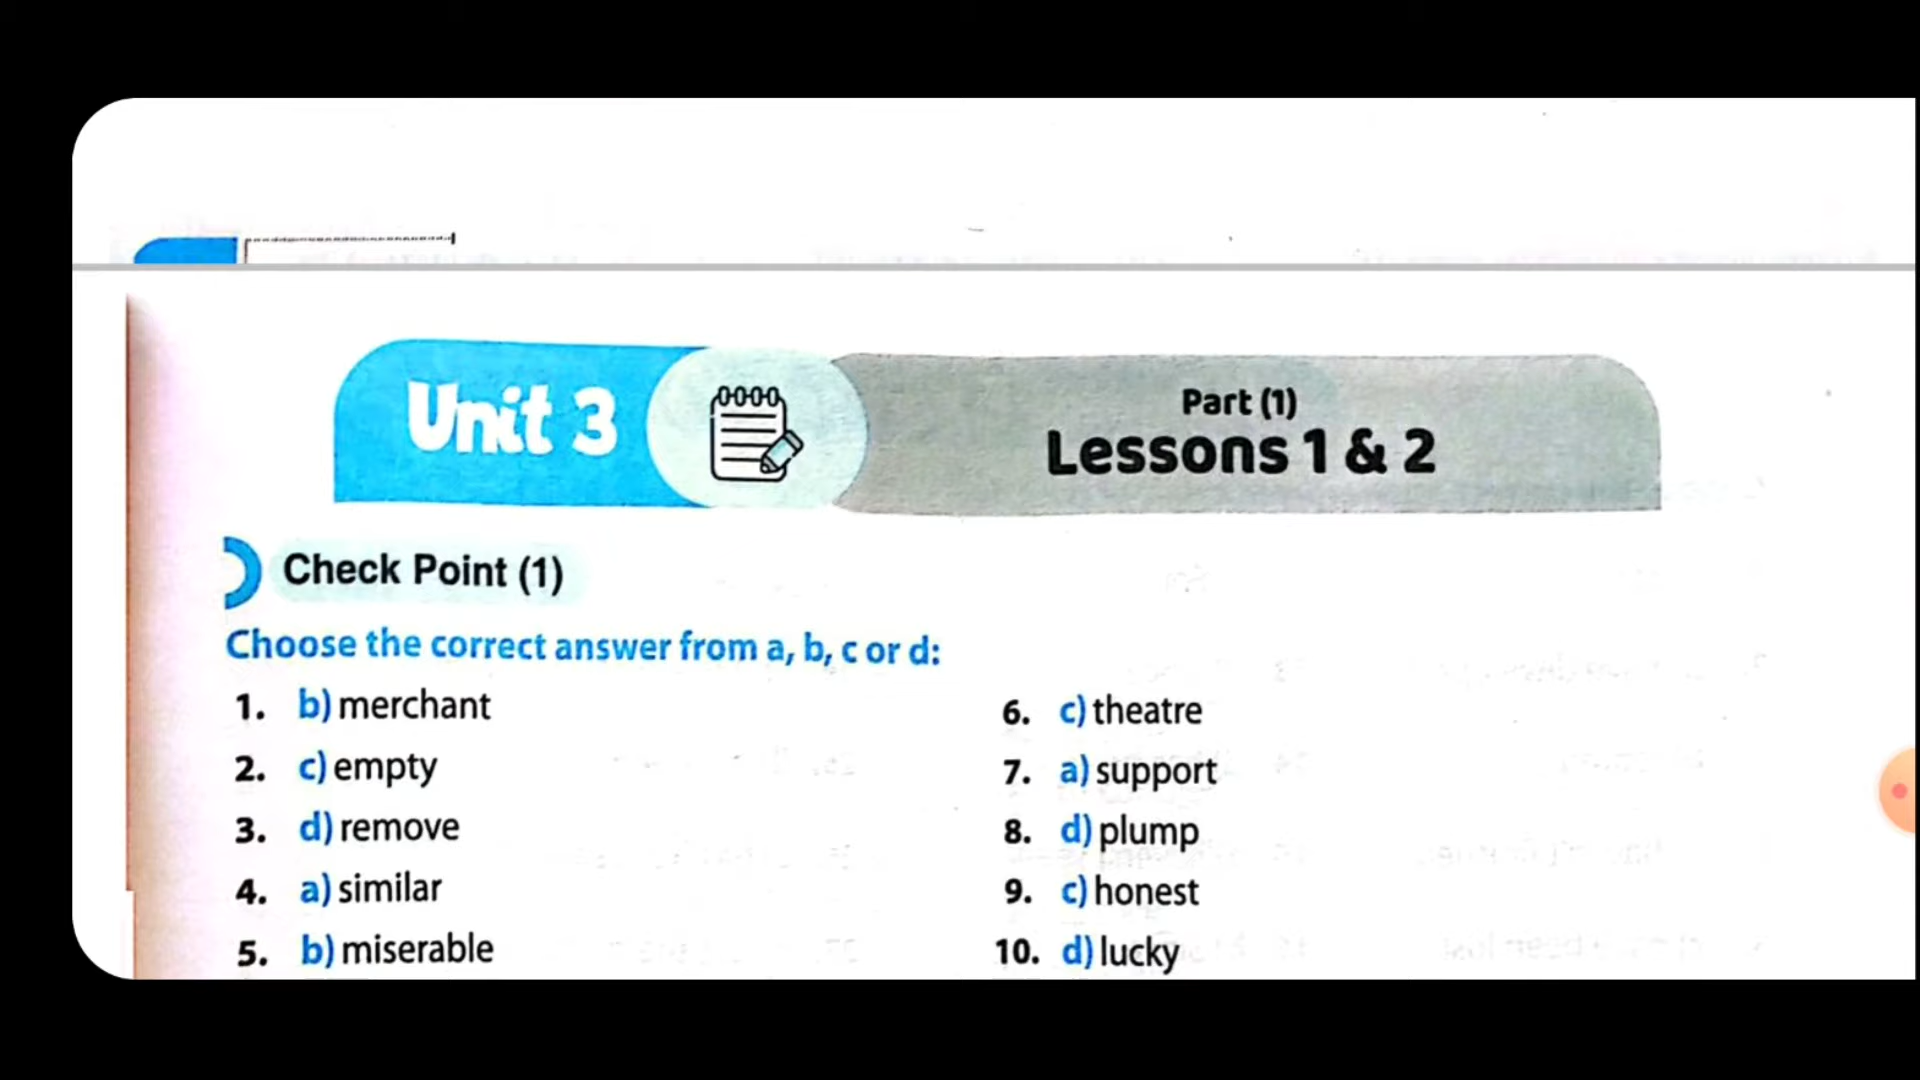 Unit 3
Part (1)
Lessons 1 & 2
Check Point (1)
Choose the correct answer from a, b, c or d:
1. b) merchant
2. c) empty
3. d) remove
4. a) similar
5. b) miserable
6. c) theatre
7. a) support
8. d) plump
9. c) honest
10. d) lucky